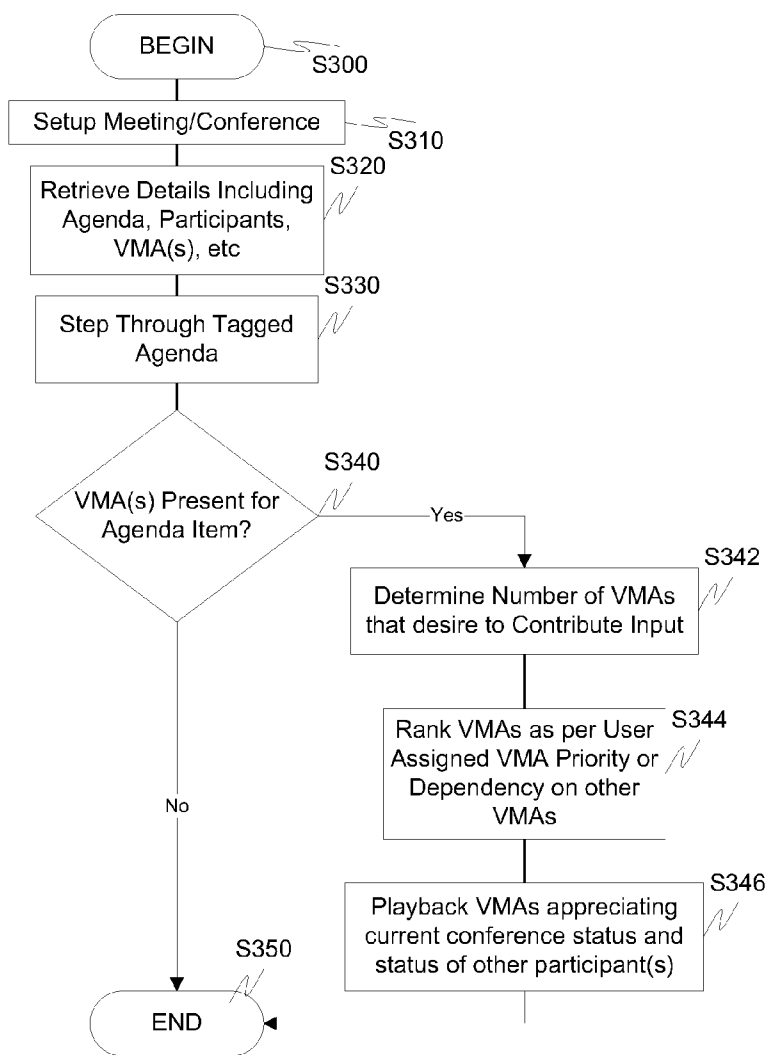 BEGIN
S300
Setup Meeting/Conference
S310
S320
Retrieve Details Including
Agenda, Participants,
VMA(s), etc
S330
Step Through Tagged
Agenda
S340
VMA(s) Present for
Agenda Item?
Yes
S342
Determine Number of VMAs
that desire to Contribute Input
S344
Rank VMAs as per User
Assigned VMA Priority or
Dependency on other
VMAs
No
S346
Playback VMAs appreciating
current conference status and
status of other participant(s)
S350
END